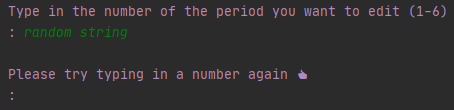 Type in the number of the period you want to edit (1-6)
: random string
Please try typing in a number again 👆
: